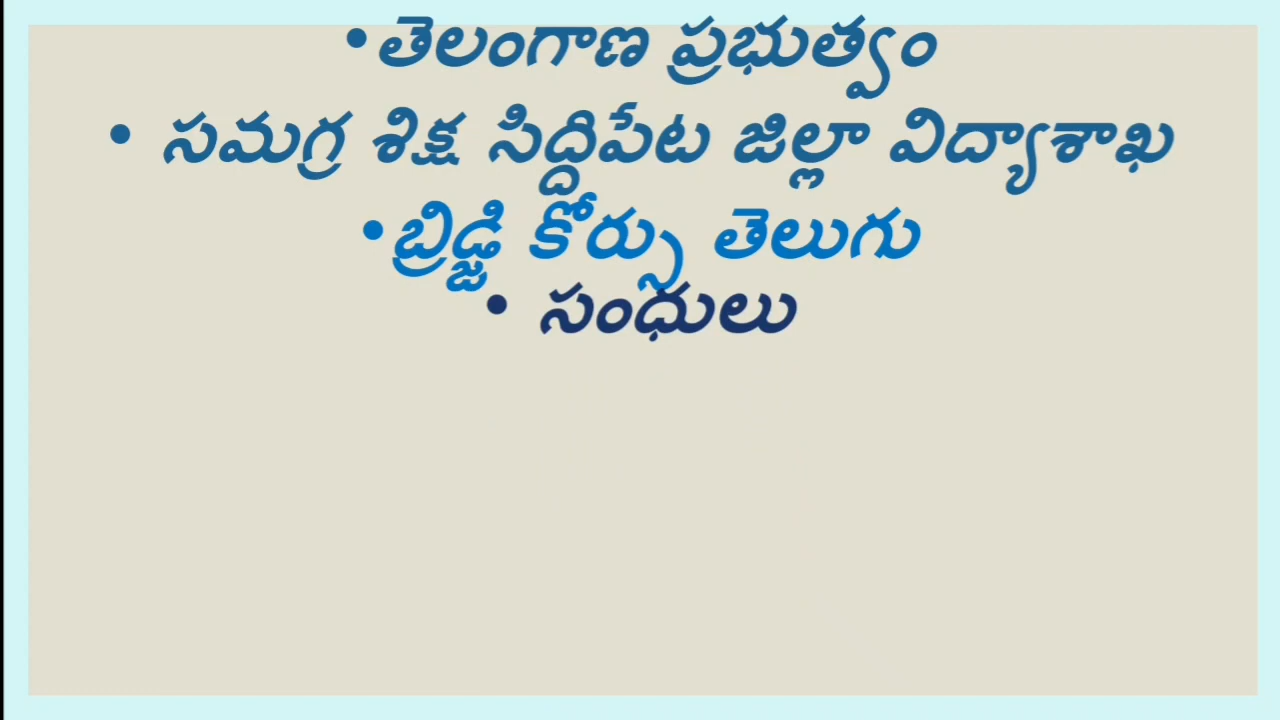 •తెలంగాణ ప్రభుత్వం
• సమగ్ర శిక్ష సిద్దిపేట జిల్లా విద్యాశాఖ
•బ్రిడ్జి కోర్సు తెలుగు
• సంధులు